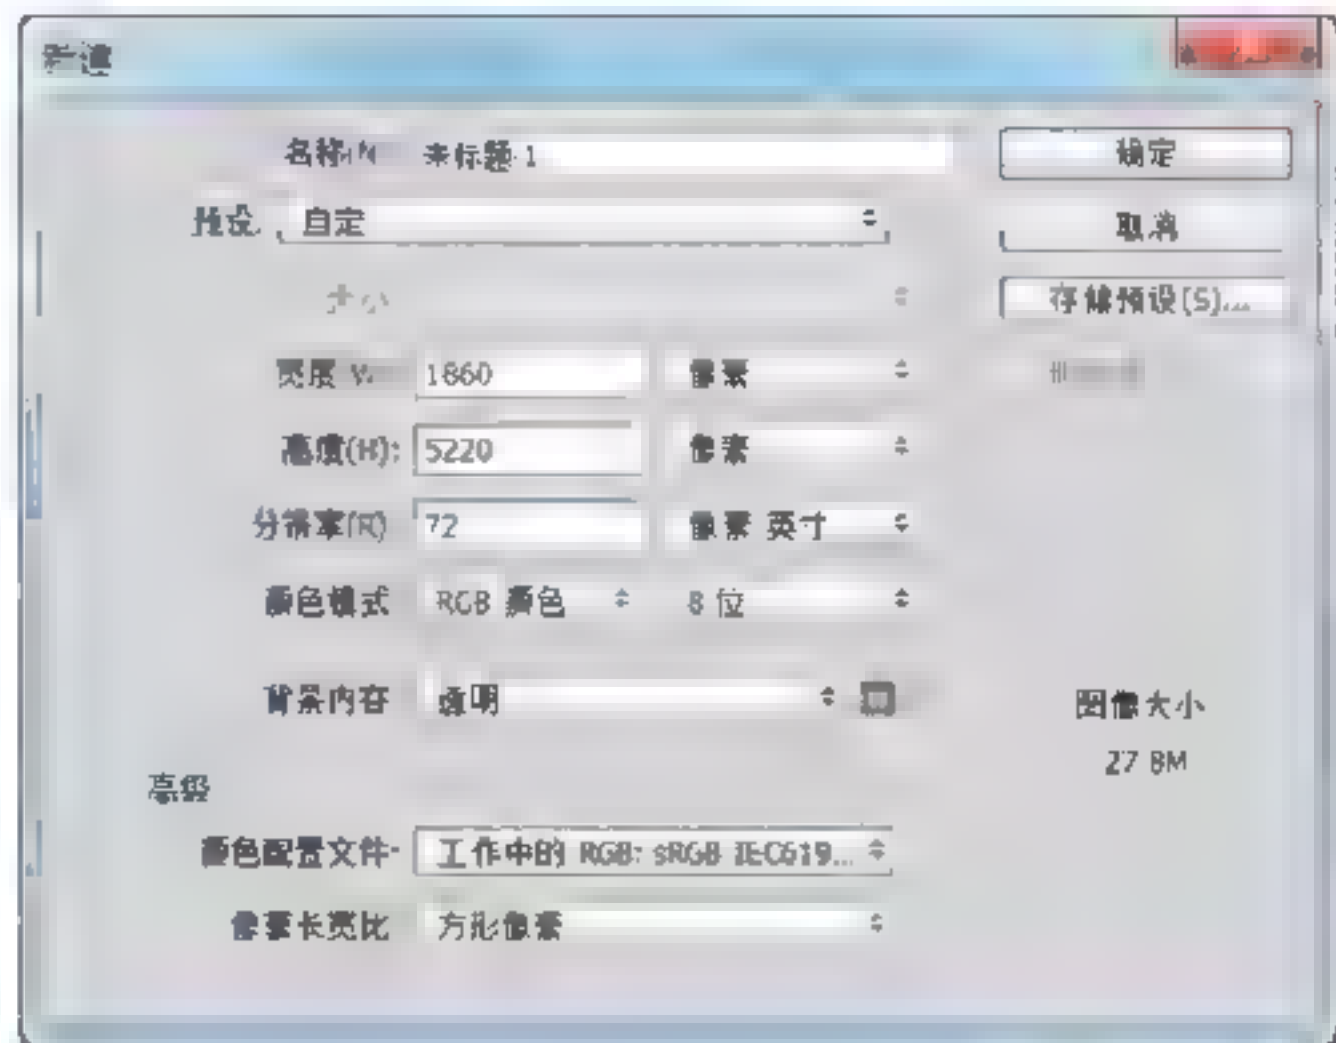 新建
名称(N 未标题-1
确定
预设 自定
取消
大小
存储预设(S)...
宽度 W 1860 像素
高度(H): 5220 像素
分辨率(R) 72 像素 英寸
颜色模式 RGB 颜色 8 位
背景内容 透明
图像大小
27 8M
高级
颜色配置文件 工作中的 RGB: sRGB IEC619...
像素长宽比 方形像素